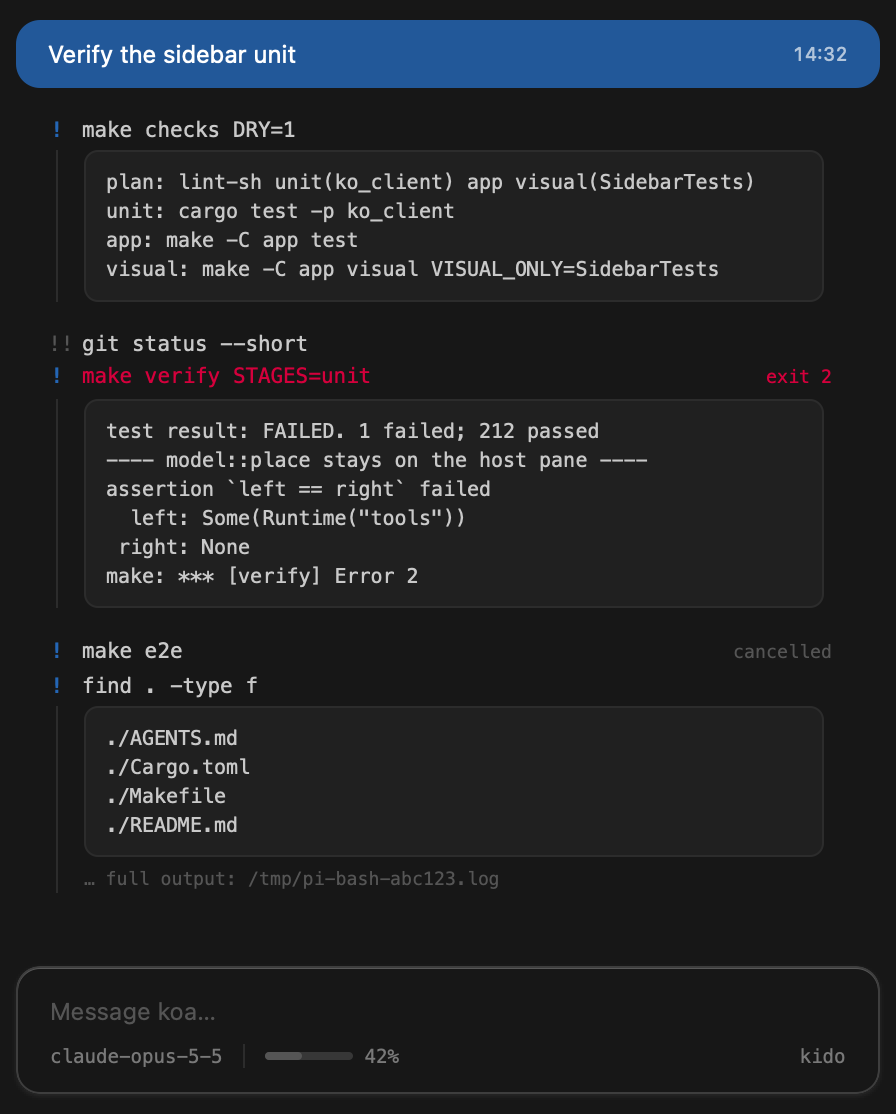 Verify the sidebar unit 14:32
! make checks DRY=1
plan: lint-sh unit(ko_client) app visual(SidebarTests)
unit: cargo test -p ko_client
app: make -C app test
visual: make -C app visual VISUAL_ONLY=SidebarTests
!! git status --short
! make verify STAGES=unit exit 2
test result: FAILED. 1 failed; 212 passed
---- model::place stays on the host pane ----
assertion `left == right` failed
  left: Some(Runtime("tools"))
 right: None
make: *** [verify] Error 2
! make e2e cancelled
! find . -type f
./AGENTS.md
./Cargo.toml
./Makefile
./README.md
… full output: /tmp/pi-bash-abc123.log
Message koa...
claude-opus-5-5 42% kido